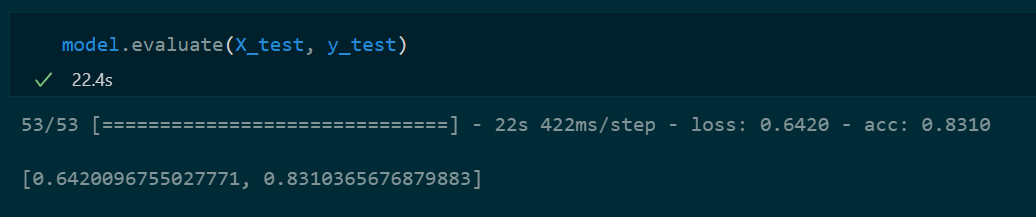 model.evaluate(X_test, y_test)
✓ 22.4s
53/53 [==============================] - 22s 422ms/step - loss: 0.6420 - acc: 0.8310
[0.6420096755027771, 0.8310365676879883]